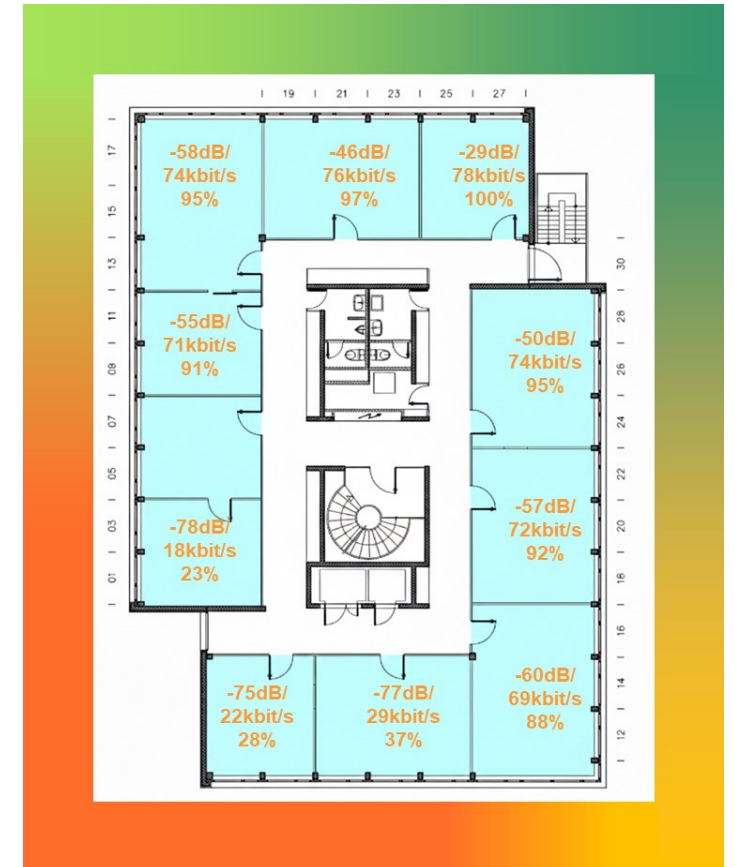 19 21 23 25 27
17
15
13
11
09
07
05
03
01
30
28
26
24
22
20
18
16
14
12
-58dB/
74kbit/s
95%
-46dB/
76kbit/s
97%
-29dB/
78kbit/s
100%
-55dB/
71kbit/s
91%
-50dB/
74kbit/s
95%
-78dB/
18kbit/s
23%
-57dB/
72kbit/s
92%
-75dB/
22kbit/s
28%
-77dB/
29kbit/s
37%
-60dB/
69kbit/s
88%